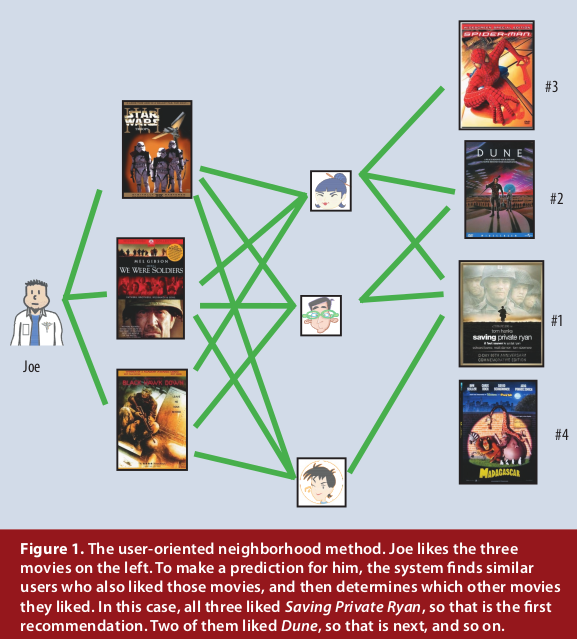 WIDESCREEN SPECIAL EDITION
SPIDER-MAN
#3
STAR
WARS
DUNE
#2
MEL GIBSON
WE WERE SOLDIERS
saving private ryan
#1
Joe
BLACK HAWK DOWN
#4
MADAGASCAR
Figure 1. The user-oriented neighborhood method. Joe likes the three
movies on the left. To make a prediction for him, the system finds similar
users who also liked those movies, and then determines which other movies
they liked. In this case, all three liked Saving Private Ryan, so that is the first
recommendation. Two of them liked Dune, so that is next, and so on.